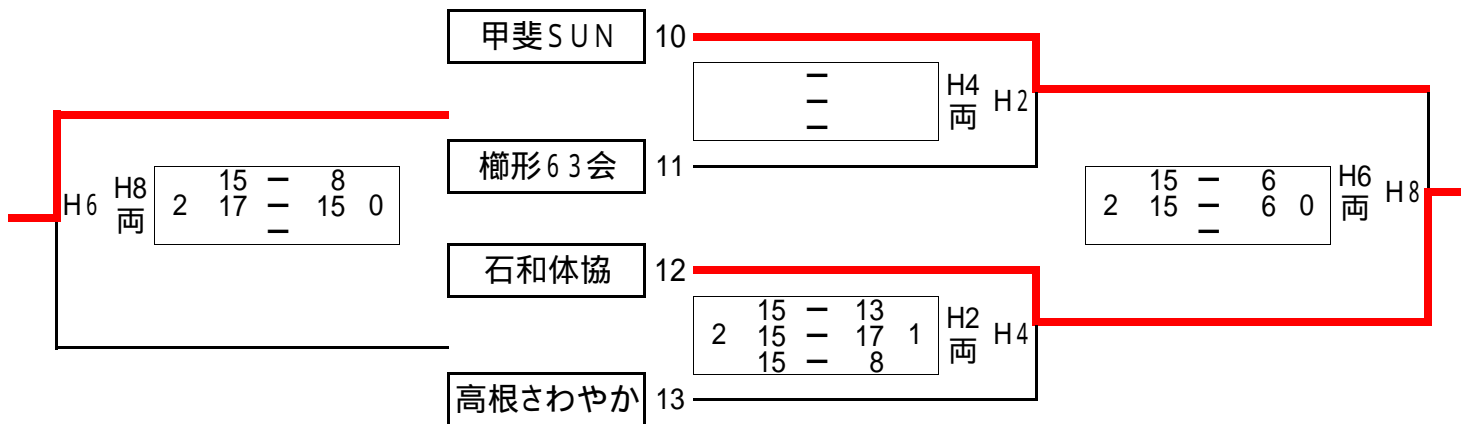 甲斐SUN 10
H4
両
H2
櫛形63会 11
H6
H8
両
15 ー 8
2 17 ー 15 0
ー
15 ー 6
2 15 ー 6 0
ー
H6
両
H8
石和体協 12
15 ー 13
2 15 ー 17 1
15 ー 8
H2
両
H4
高根さわやか 13